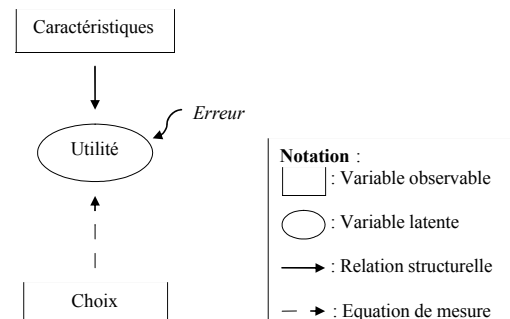 Caractéristiques
Erreur
Utilité
Choix
Notation :
: Variable observable
: Variable latente
: Relation structurelle
: Equation de mesure